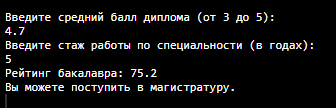 Введите средний балл диплома (от 3 до 5):
4.7
Введите стаж работы по специальности (в годах):
5
Рейтинг бакалавра: 75.2
Вы можете поступить в магистратуру.